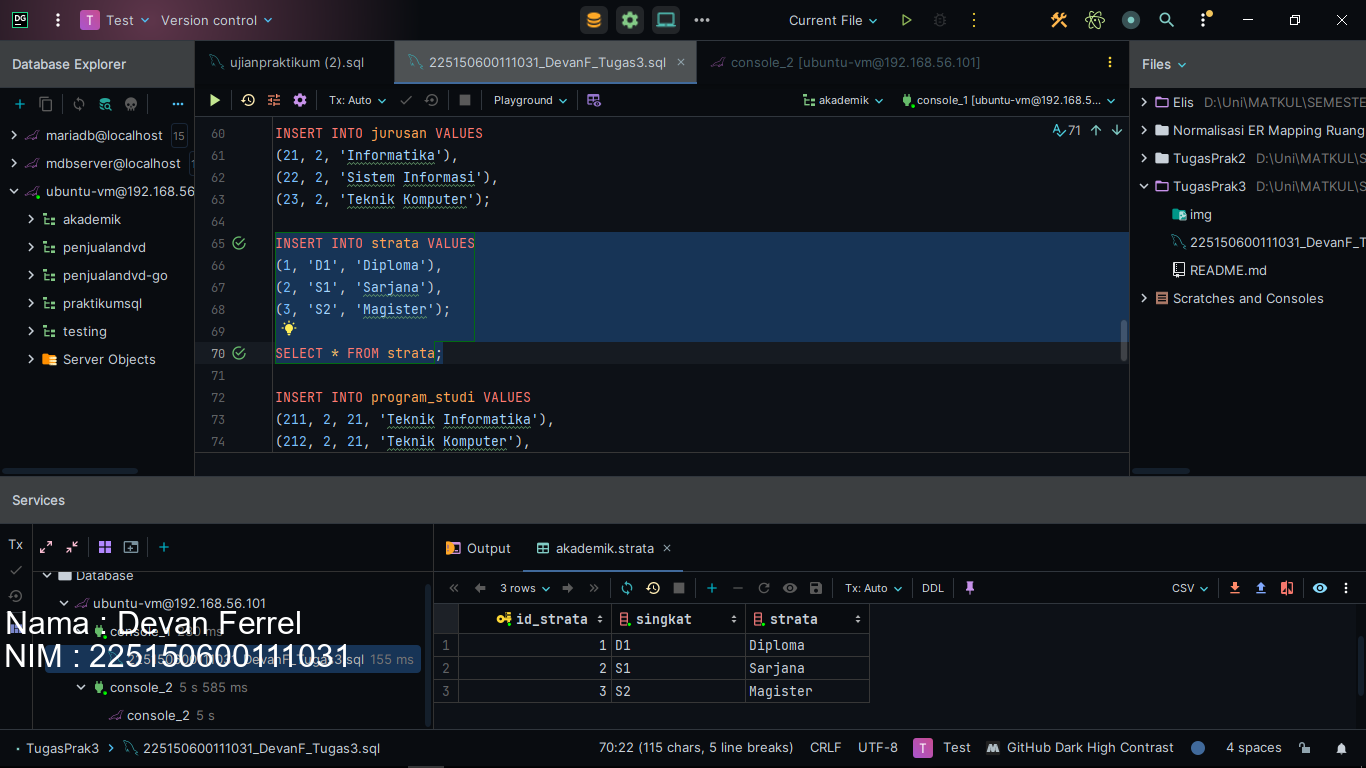 DG
T Test Version control
Current File
Database Explorer
ujianpraktikum (2).sql
225150600111031_DevanF_Tugas3.sql
console_2 [ubuntu-vm@192.168.56.101]
Files
Tx: Auto
Playground
akademik
console_1 [ubuntu-vm@192.168.5...
mariadb@localhost 15
mdbserver@localhost
ubuntu-vm@192.168.56
akademik
penjualandvd
penjualandvd-go
praktikumsql
testing
Server Objects
71
60 INSERT INTO jurusan VALUES
61 (21, 2, 'Informatika'),
62 (22, 2, 'Sistem Informasi'),
63 (23, 2, 'Teknik Komputer');
64
65 INSERT INTO strata VALUES
66 (1, 'D1', 'Diploma'),
67 (2, 'S1', 'Sarjana'),
68 (3, 'S2', 'Magister');
69
70 SELECT * FROM strata;
71
72 INSERT INTO program_studi VALUES
73 (211, 2, 21, 'Teknik Informatika'),
74 (212, 2, 21, 'Teknik Komputer'),
Elis D:\Uni\MATKUL\SEMESTE
Normalisasi ER Mapping Ruang
TugasPrak2 D:\Uni\MATKUL\S
TugasPrak3 D:\Uni\MATKUL\S
img
225150600111031_DevanF_T
README.md
Scratches and Consoles
Services
Tx
Database
ubuntu-vm@192.168.56.101
Nama : Devan Ferrel
NIM : 225150600111031
225150600111031_DevanF_Tugas3.sql 155 ms
console_2 5 s 585 ms
console_2 5 s
Output
akademik.strata
3 rows
Tx: Auto
DDL
CSV
id_strata singkat strata
1 1 D1 Diploma
2 2 S1 Sarjana
3 3 S2 Magister
TugasPrak3 225150600111031_DevanF_Tugas3.sql
70:22 (115 chars, 5 line breaks) CRLF UTF-8 T Test GitHub Dark High Contrast 4 spaces